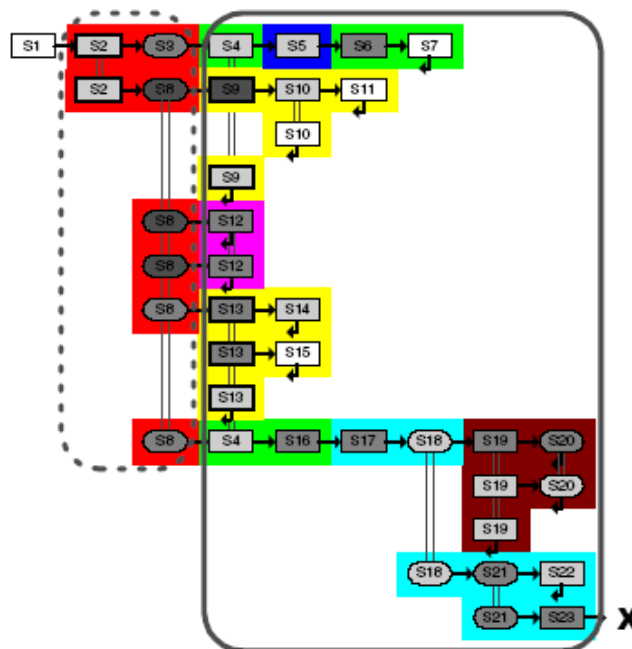 S1 S2 S3 S4 S5 S6 S7
S2 S8 S9 S10 S11
S10
S9
S8 S12
S8 S12
S8 S13 S14
S13 S15
S13
S8 S4 S16 S17 S18 S19 S20
S19 S20
S19
S18 S21 S22
S21 S23 X